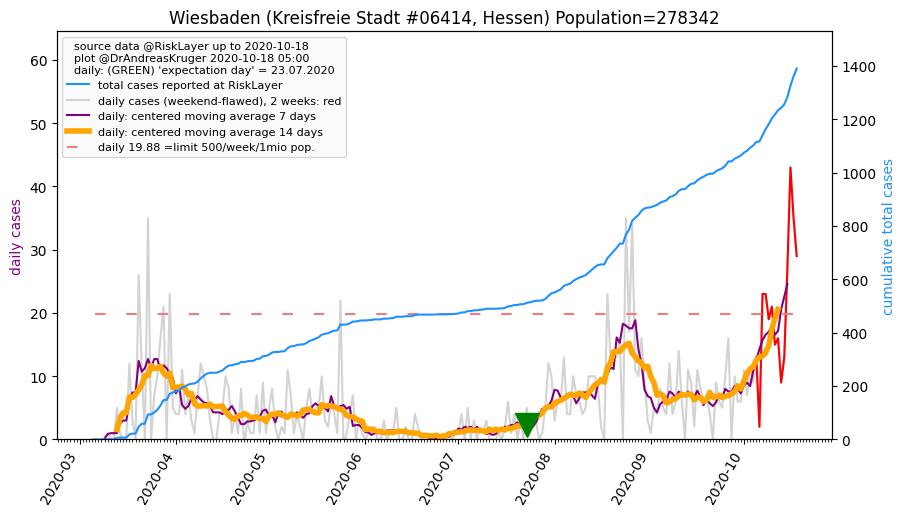 Wiesbaden (Kreisfreie Stadt #06414, Hessen) Population=278342
source data @RiskLayer up to 2020-10-18
plot @DrAndreasKruger 2020-10-18 05:00
daily: (GREEN) 'expectation day' = 23.07.2020
total cases reported at RiskLayer
daily cases (weekend-flawed), 2 weeks: red
daily: centered moving average 7 days
daily: centered moving average 14 days
daily 19.88 =limit 500/week/1mio pop.
daily cases
60
50
40
30
20
10
0
cumulative total cases
1400
1200
1000
800
600
400
200
0
2020-03
2020-04
2020-05
2020-06
2020-07
2020-08
2020-09
2020-10